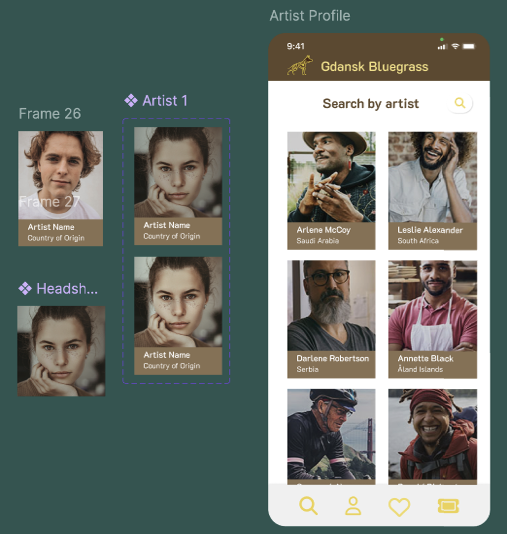 Artist Profile
9:41
Gdansk Bluegrass
Search by artist
Frame 26
Frame 27
Artist Name
Country of Origin
Headsh...
Artist 1
Artist Name
Country of Origin
Artist Name
Country of Origin
Arlene McCoy
Saudi Arabia
Leslie Alexander
South Africa
Darlene Robertson
Serbia
Annette Black
Åland Islands